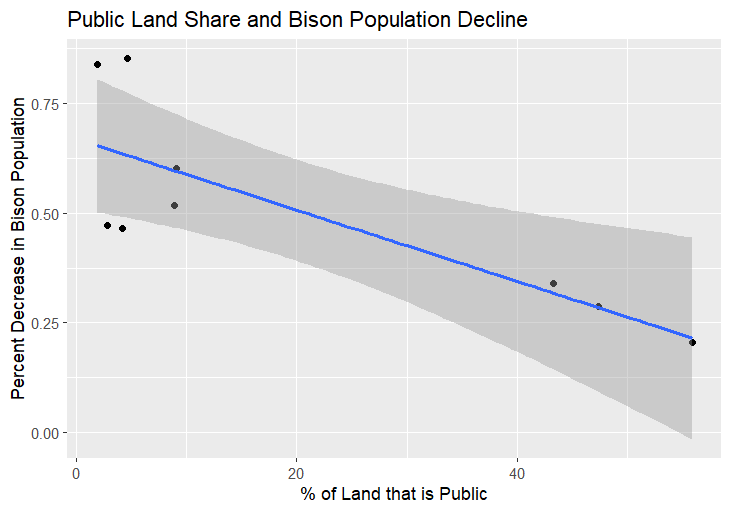 Public Land Share and Bison Population Decline
Percent Decrease in Bison Population
0.75
0.50
0.25
0.00
0
20
40
% of Land that is Public